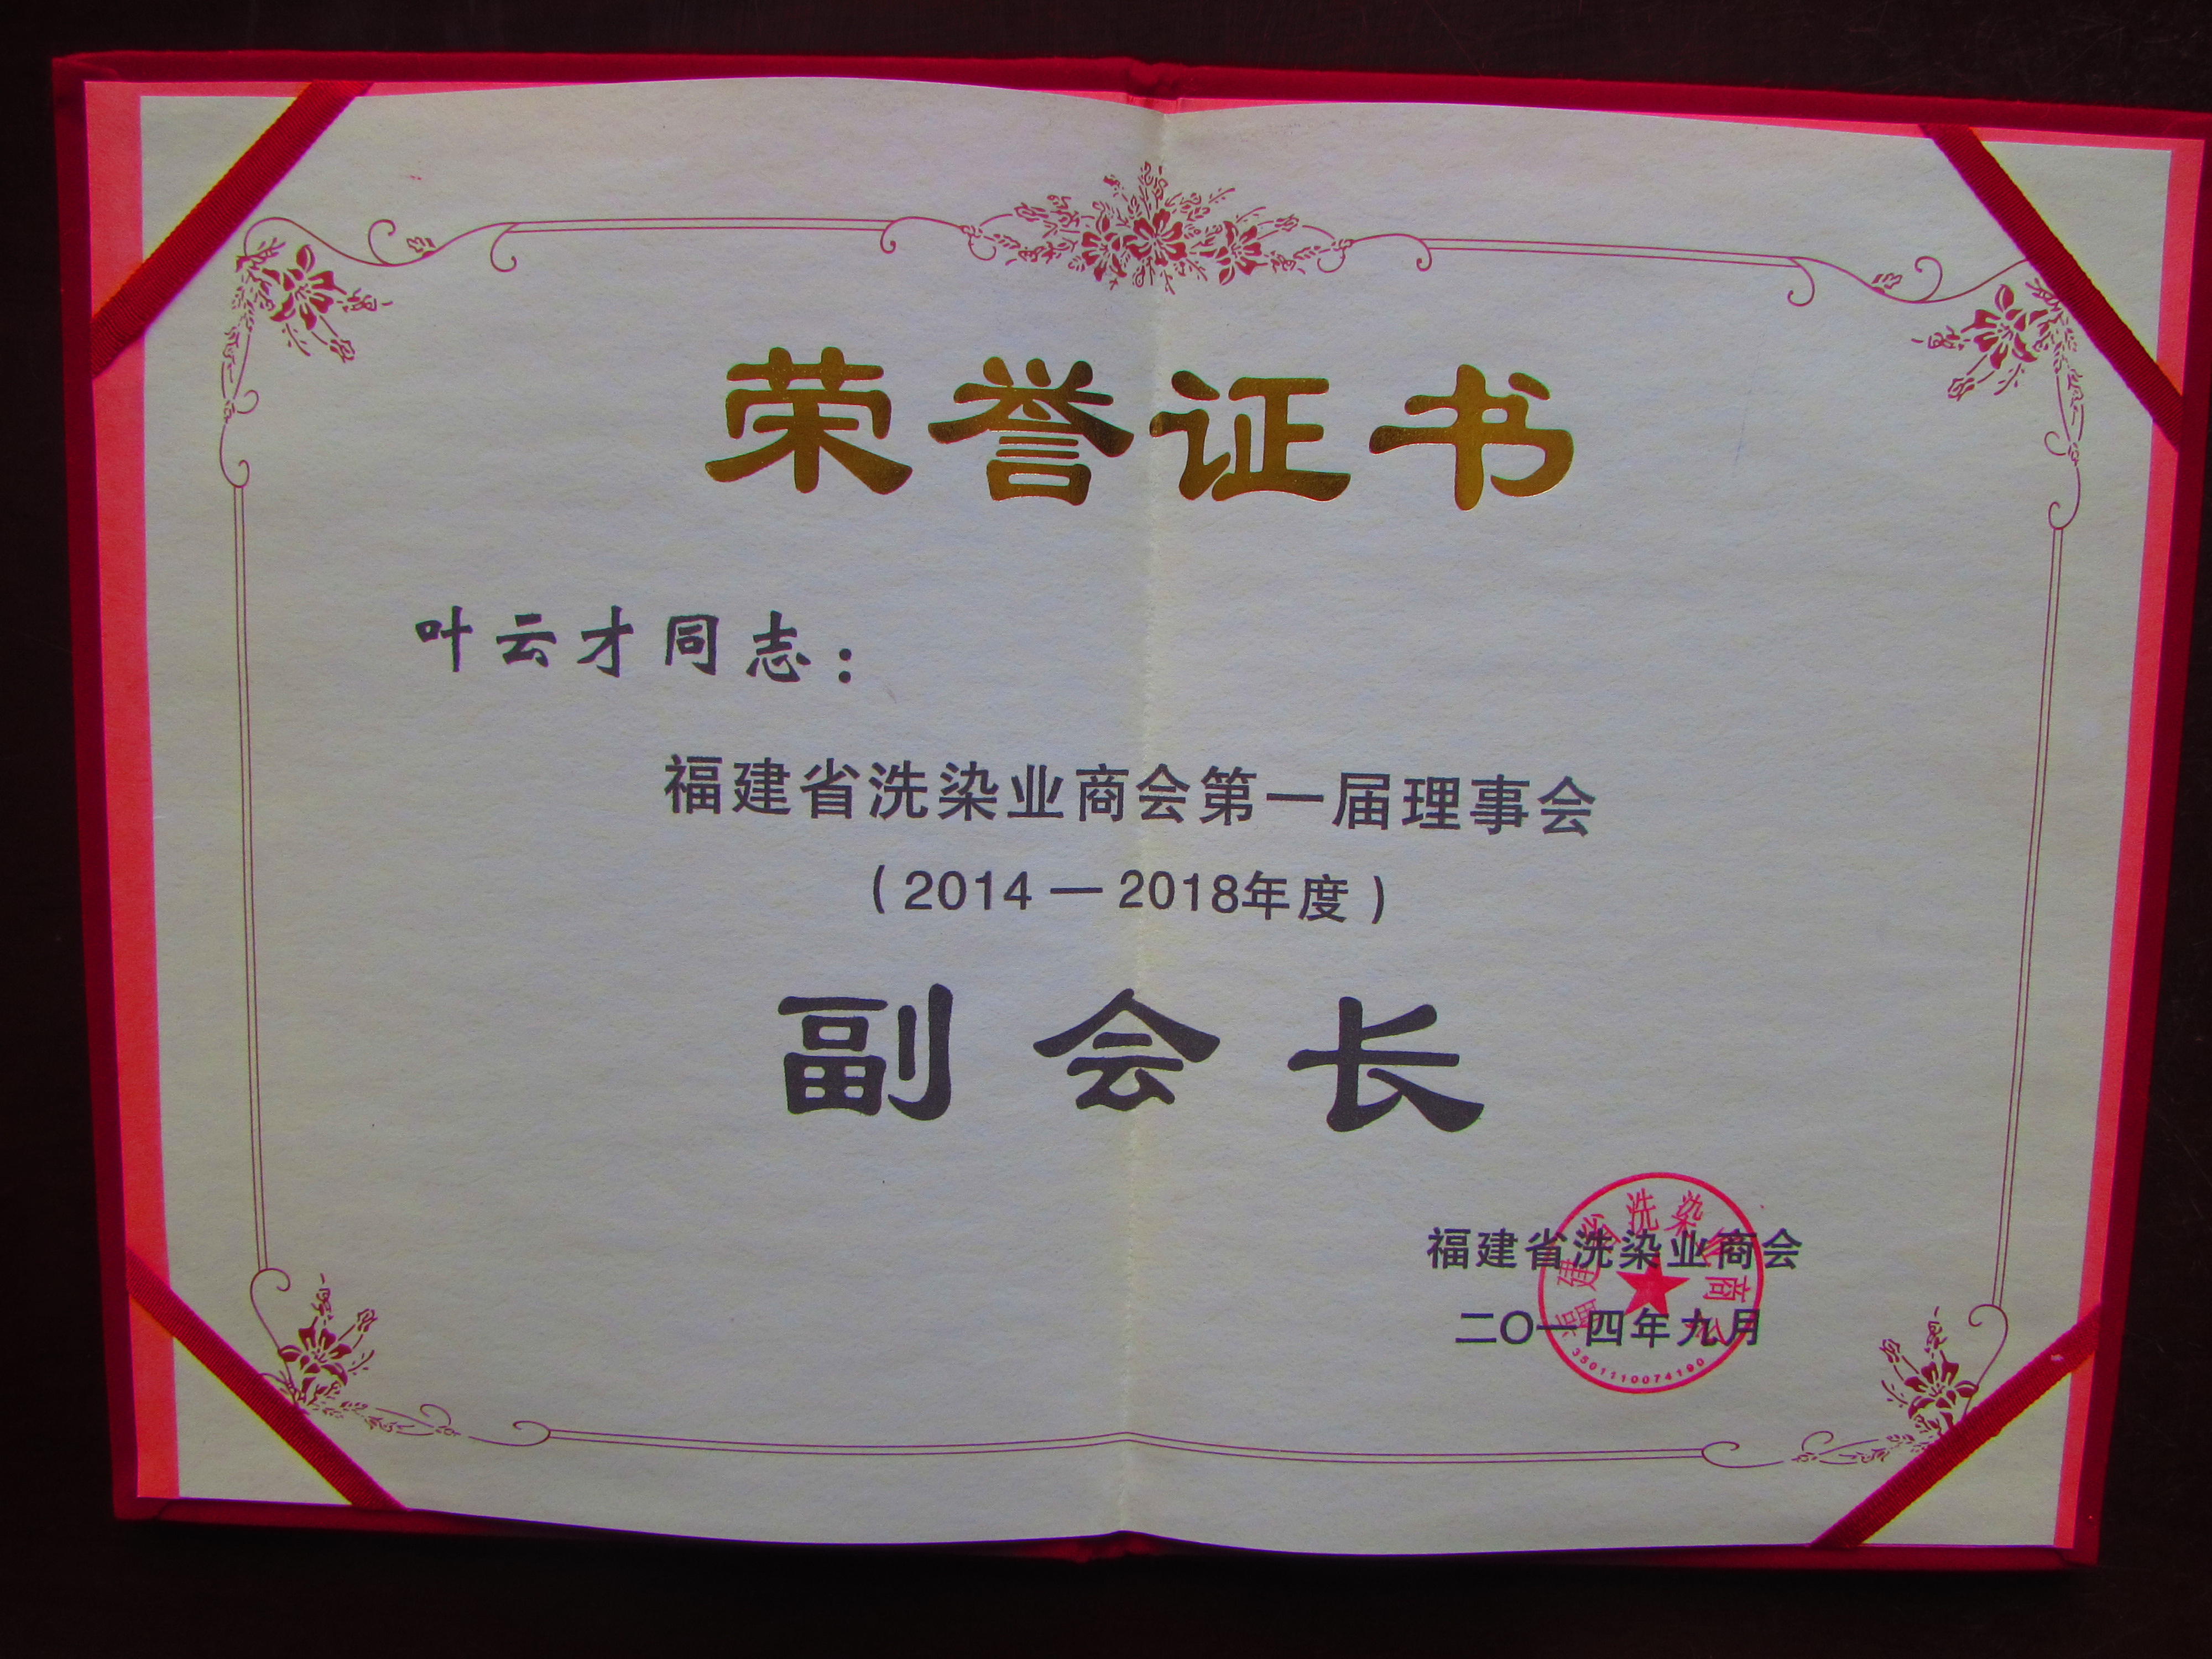 荣誉证书
叶云才同志：
福建省洗染业商会第一届理事会
（2014—2018年度）
副会长
福建省洗染业商会
二〇一四年九月
福建省洗染业商会
3501110074190